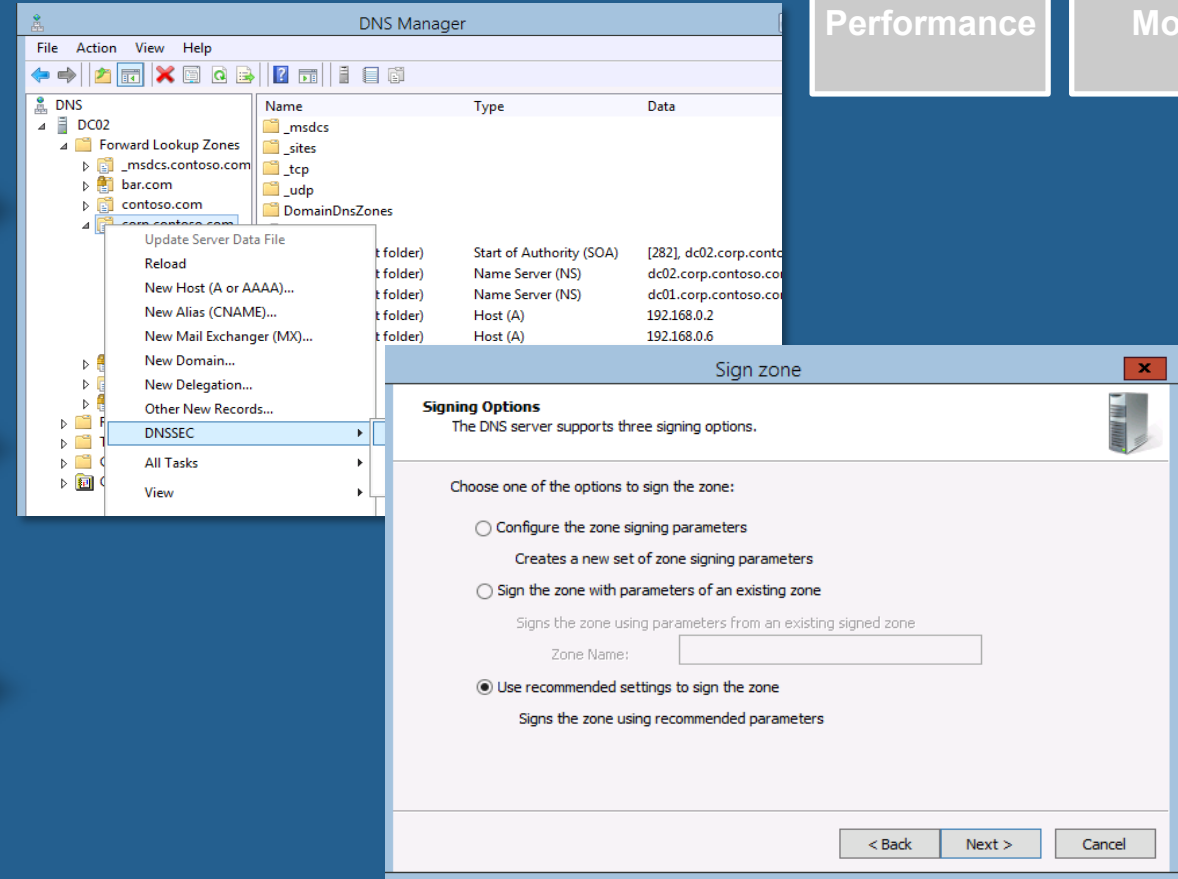 DNS Manager
File Action View Help
DNS
DC02
Forward Lookup Zones
_msdcs.contoso.com
bar.com
contoso.com
corp.contoso.com
Name Type Data
_msdcs
_sites
_tcp
_udp
DomainDnsZones
t folder) Start of Authority (SOA) [282], dc02.corp.conto
t folder) Name Server (NS) dc02.corp.contoso.co
t folder) Name Server (NS) dc01.corp.contoso.co
t folder) Host (A) 192.168.0.2
t folder) Host (A) 192.168.0.6
Update Server Data File
Reload
New Host (A or AAAA)...
New Alias (CNAME)...
New Mail Exchanger (MX)...
New Domain...
New Delegation...
Other New Records...
DNSSEC
All Tasks
View
Performance
Mo
Sign zone
Signing Options
The DNS server supports three signing options.
Choose one of the options to sign the zone:
Configure the zone signing parameters
Creates a new set of zone signing parameters
Sign the zone with parameters of an existing zone
Signs the zone using parameters from an existing signed zone
Zone Name:
Use recommended settings to sign the zone
Signs the zone using recommended parameters
< Back Next > Cancel